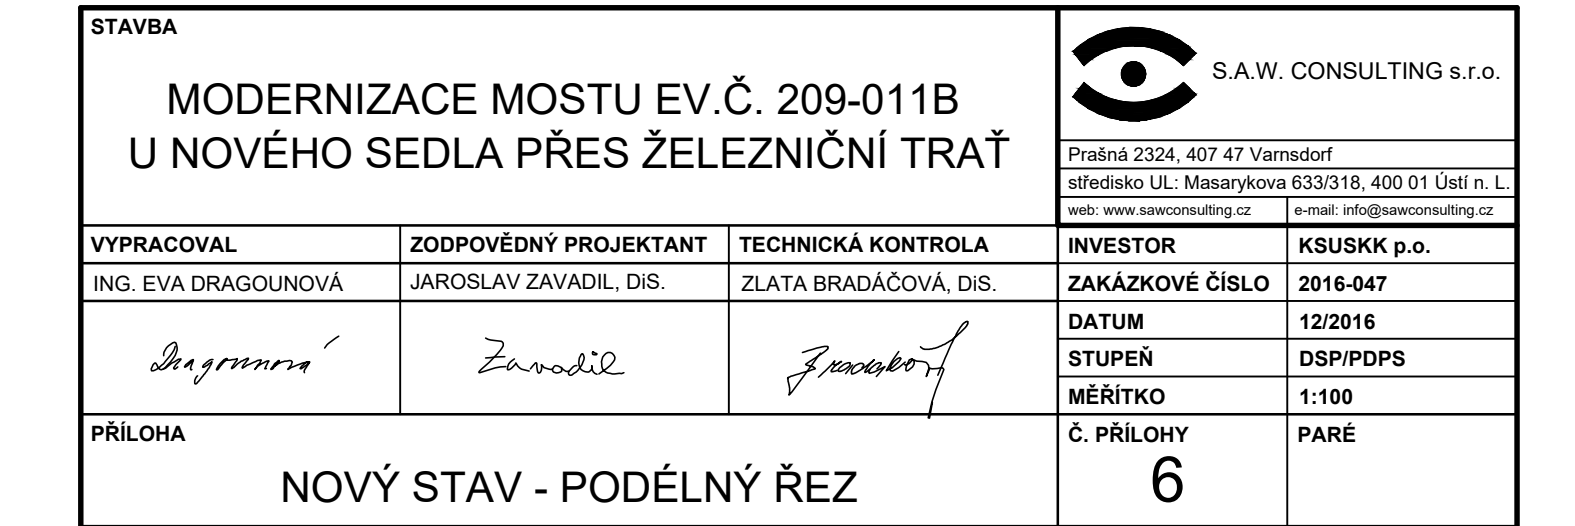 STAVBA
MODERNIZACE MOSTU EV.Č. 209-011B
U NOVÉHO SEDLA PŘES ŽELEZNIČNÍ TRAŤ
S.A.W. CONSULTING s.r.o.
Prašná 2324, 407 47 Varnsdorf
středisko UL: Masarykova 633/318, 400 01 Ústí n. L.
web: www.sawconsulting.cz e-mail: info@sawconsulting.cz
VYPRACOVAL ZODPOVĚDNÝ PROJEKTANT TECHNICKÁ KONTROLA
ING. EVA DRAGOUNOVÁ JAROSLAV ZAVADIL, DiS. ZLATA BRADÁČOVÁ, DiS.
Dragounová Zavadil
INVESTOR KSUSKK p.o.
ZAKÁZKOVÉ ČÍSLO 2016-047
DATUM 12/2016
STUPEŇ DSP/PDPS
MĚŘÍTKO 1:100
PŘÍLOHA
NOVÝ STAV - PODÉLNÝ ŘEZ
Č. PŘÍLOHY PARÉ
6